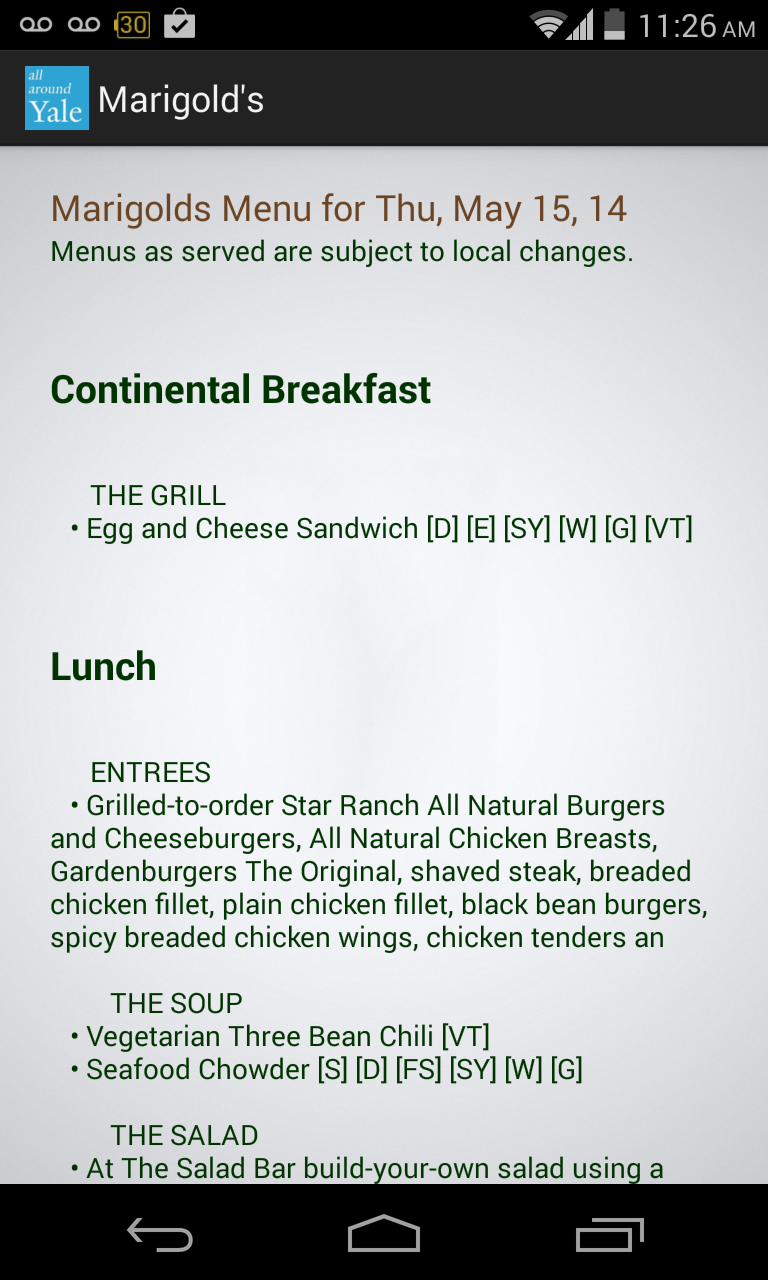 30
11:26 AM
all
around
Yale
Marigold's
Marigolds Menu for Thu, May 15, 14
Menus as served are subject to local changes.
Continental Breakfast
THE GRILL
• Egg and Cheese Sandwich [D] [E] [SY] [W] [G] [VT]
Lunch
ENTREES
• Grilled-to-order Star Ranch All Natural Burgers
and Cheeseburgers, All Natural Chicken Breasts,
Gardenburgers The Original, shaved steak, breaded
chicken fillet, plain chicken fillet, black bean burgers,
spicy breaded chicken wings, chicken tenders an
THE SOUP
• Vegetarian Three Bean Chili [VT]
• Seafood Chowder [S] [D] [FS] [SY] [W] [G]
THE SALAD
• At The Salad Bar build-your-own salad using a